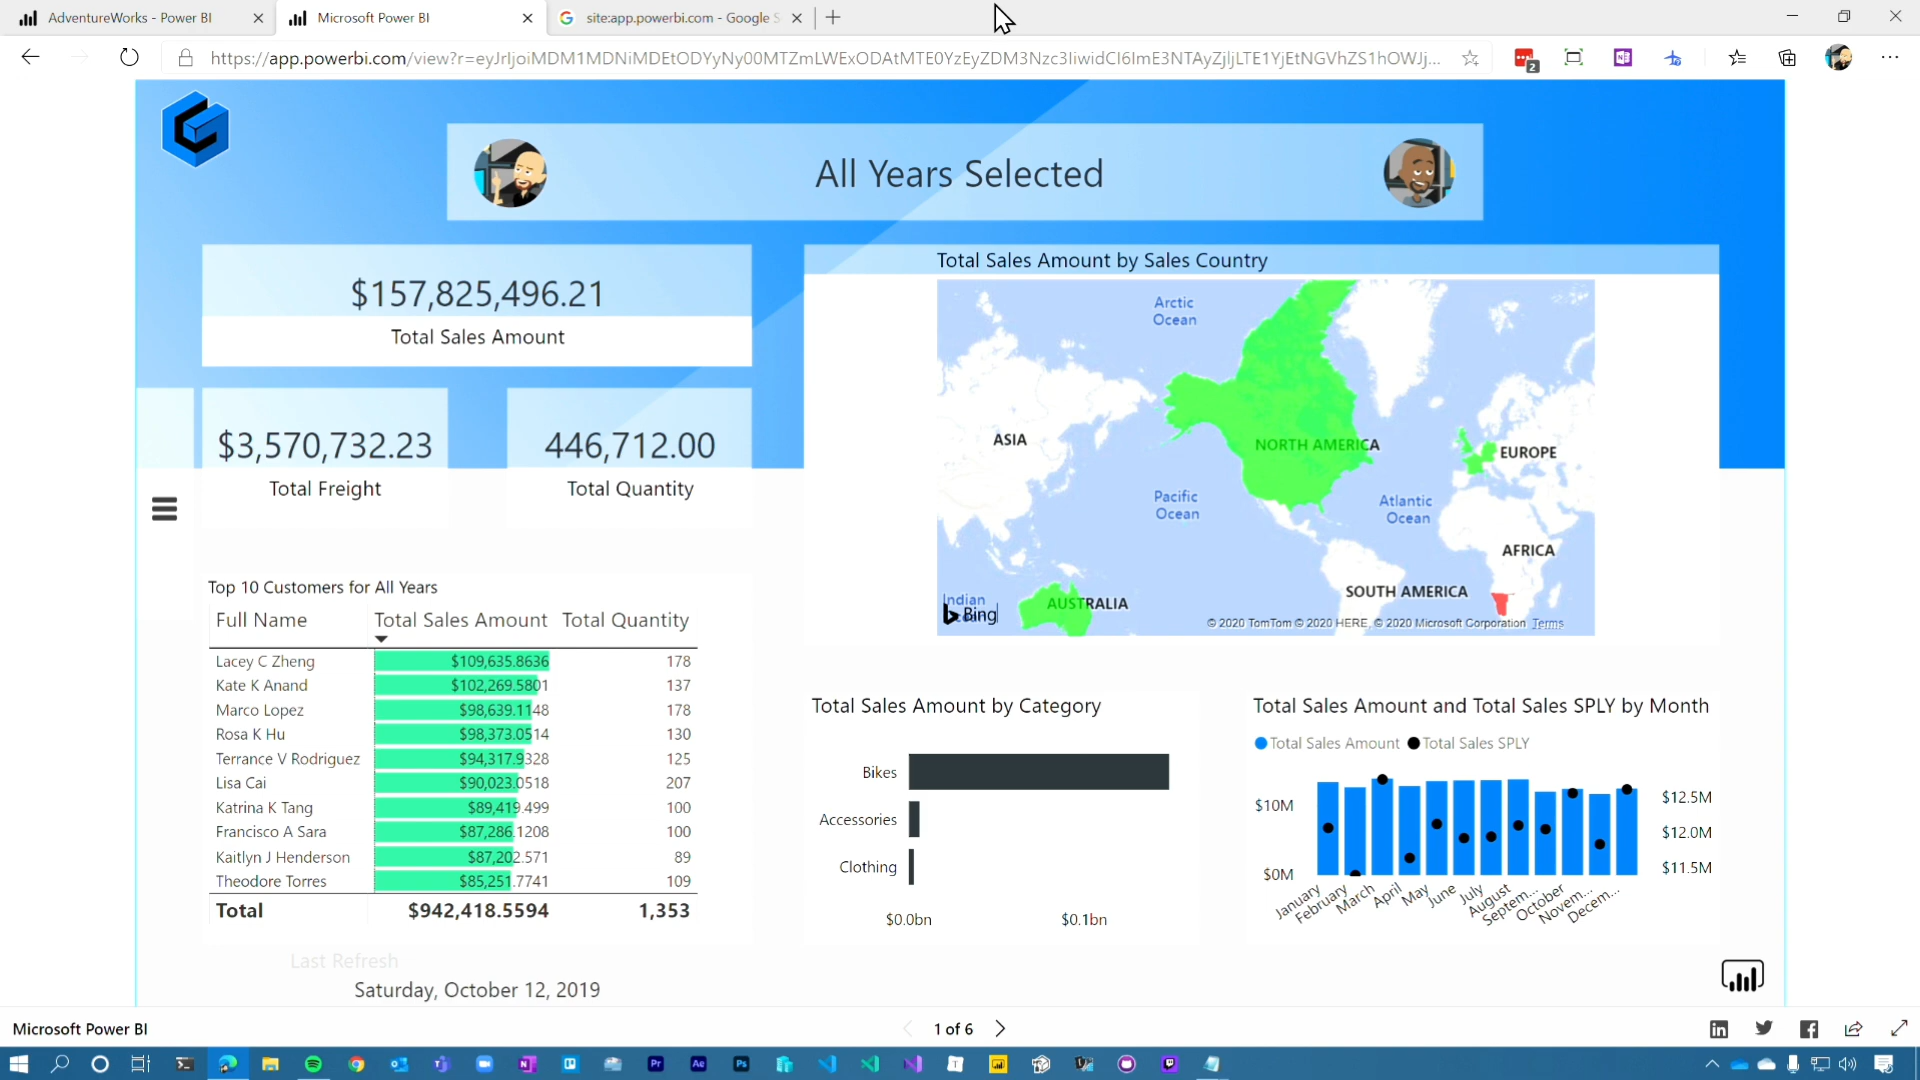 AdventureWorks - Power BI
Microsoft Power BI
site:app.powerbi.com - Google S
https://app.powerbi.com/view?r=eyJrIjoiMDM1MDNiMDEtODYyNy00MTZmLWExODAtMTE0YzEyZDM3Nzc3IiwidCI6ImE3NTAyZjljLTE1YjEtNGVhZS1hOWJj...
2
All Years Selected
$157,825,496.21
Total Sales Amount
$3,570,732.23
Total Freight
446,712.00
Total Quantity
Total Sales Amount by Sales Country
Arctic
Ocean
ASIA
NORTH AMERICA
EUROPE
Pacific
Ocean
Atlantic
Ocean
AFRICA
SOUTH AMERICA
Indian
AUSTRALIA
Bing
© 2020 TomTom © 2020 HERE, © 2020 Microsoft Corporation Terms
Top 10 Customers for All Years
Full Name Total Sales Amount Total Quantity
Lacey C Zheng $109,635.8636 178
Kate K Anand $102,269.5801 137
Marco Lopez $98,639.1148 178
Rosa K Hu $98,373.0514 130
Terrance V Rodriguez $94,317.9328 125
Lisa Cai $90,023.0518 207
Katrina K Tang $89,419.499 100
Francisco A Sara $87,286.1208 100
Kaitlyn J Henderson $87,202.571 89
Theodore Torres $85,251.7741 109
Total $942,418.5594 1,353
Last Refresh
Saturday, October 12, 2019
Total Sales Amount by Category
Bikes
Accessories
Clothing
$0.0bn $0.1bn
Total Sales Amount and Total Sales SPLY by Month
Total Sales Amount Total Sales SPLY
$10M
$0M
$12.5M
$12.0M
$11.5M
January
February
March
April
May
June
July
August
Septem...
October
Novem...
Decem...
Microsoft Power BI
1 of 6
Pr
Ae
Ps